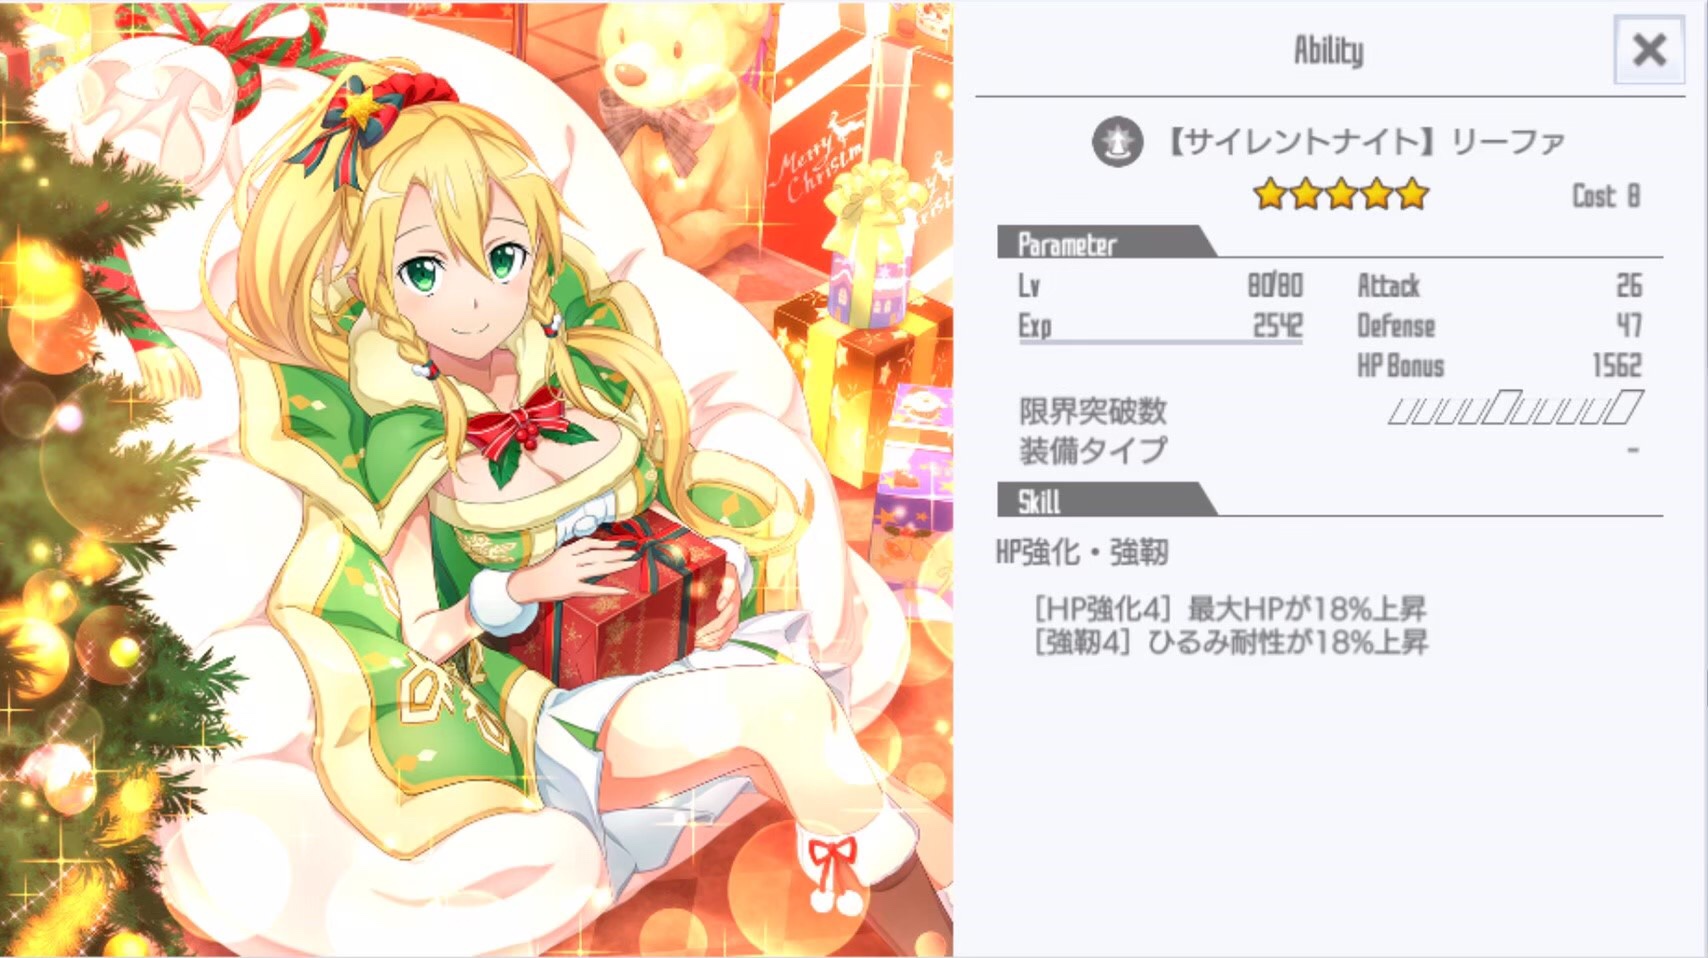 Merry
Ability
【サイレントナイト】リーファ
Cost 8
Parameter
Lv 80/80
Attack 26
Exp 2542
Defense 47
HP Bonus 1562
限界突破数
装備タイプ -
Skill
HP強化・強靭
［HP強化4］最大HPが18%上昇
［強靭4］ひるみ耐性が18%上昇